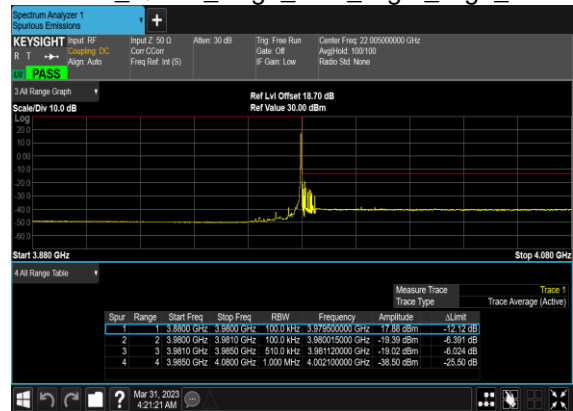 Spectrum Analyzer 1
Spurious Emissions
+
KEYSIGHT Input: RF Input Z: 50 Ω Atten: 30 dB Trig: Free Run Center Freq: 22.005000000 GHz
R T Coupling: DC Corr CCorr Gate: Off Avg|Hold: 100/100
Align: Auto Freq Ref: Int (S) IF Gain: Low Radio Std: None
PASS
3 All Range Graph
Ref Lvl Offset 18.70 dB
Scale/Div 10.0 dB Ref Value 30.00 dBm
Log
20.0
10.0
0.00
-10.0
-20.0
-30.0
-40.0
-50.0
-60.0
Start 3.880 GHz Stop 4.080 GHz
4 All Range Table
Measure Trace Trace 1
Trace Type Trace Average (Active)
Spur Range Start Freq Stop Freq RBW Frequency Amplitude ΔLimit
1 1 3.8800 GHz 3.9800 GHz 100.0 kHz 3.979500000 GHz 17.88 dBm -12.12 dB
2 2 3.9800 GHz 3.9810 GHz 100.0 kHz 3.980015000 GHz -19.39 dBm -6.391 dB
3 3 3.9810 GHz 3.9850 GHz 510.0 kHz 3.981120000 GHz -19.02 dBm -6.024 dB
4 4 3.9850 GHz 4.0800 GHz 1.000 MHz 4.002100000 GHz -38.50 dBm -25.50 dB
? Mar 31, 2023
4:21:21 AM